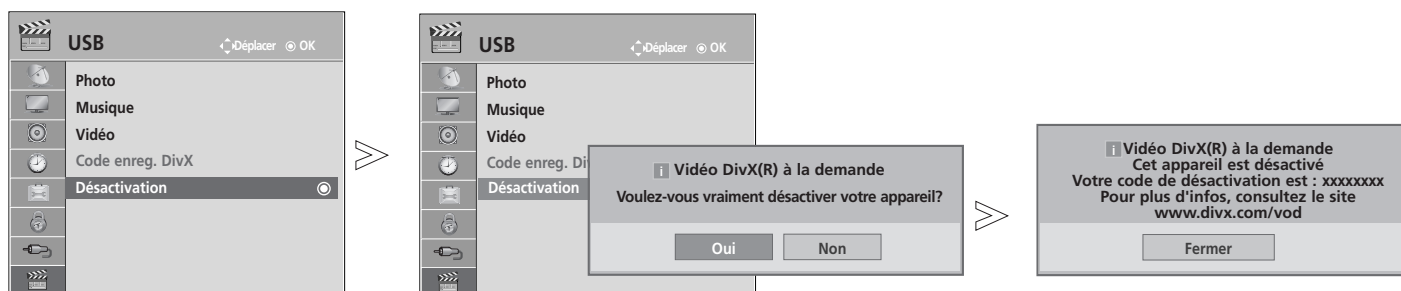 USB
Déplacer OK
Photo
Musique
Vidéo
Code enreg. DivX
Désactivation
USB
Déplacer OK
Photo
Musique
Vidéo
Code enreg. Di
Désactivation
i Vidéo DivX(R) à la demande
Voulez-vous vraiment désactiver votre appareil?
Oui Non
i Vidéo DivX(R) à la demande
Cet appareil est désactivé
Votre code de désactivation est : xxxxxxxx
Pour plus d'infos, consultez le site
www.divx.com/vod
Fermer